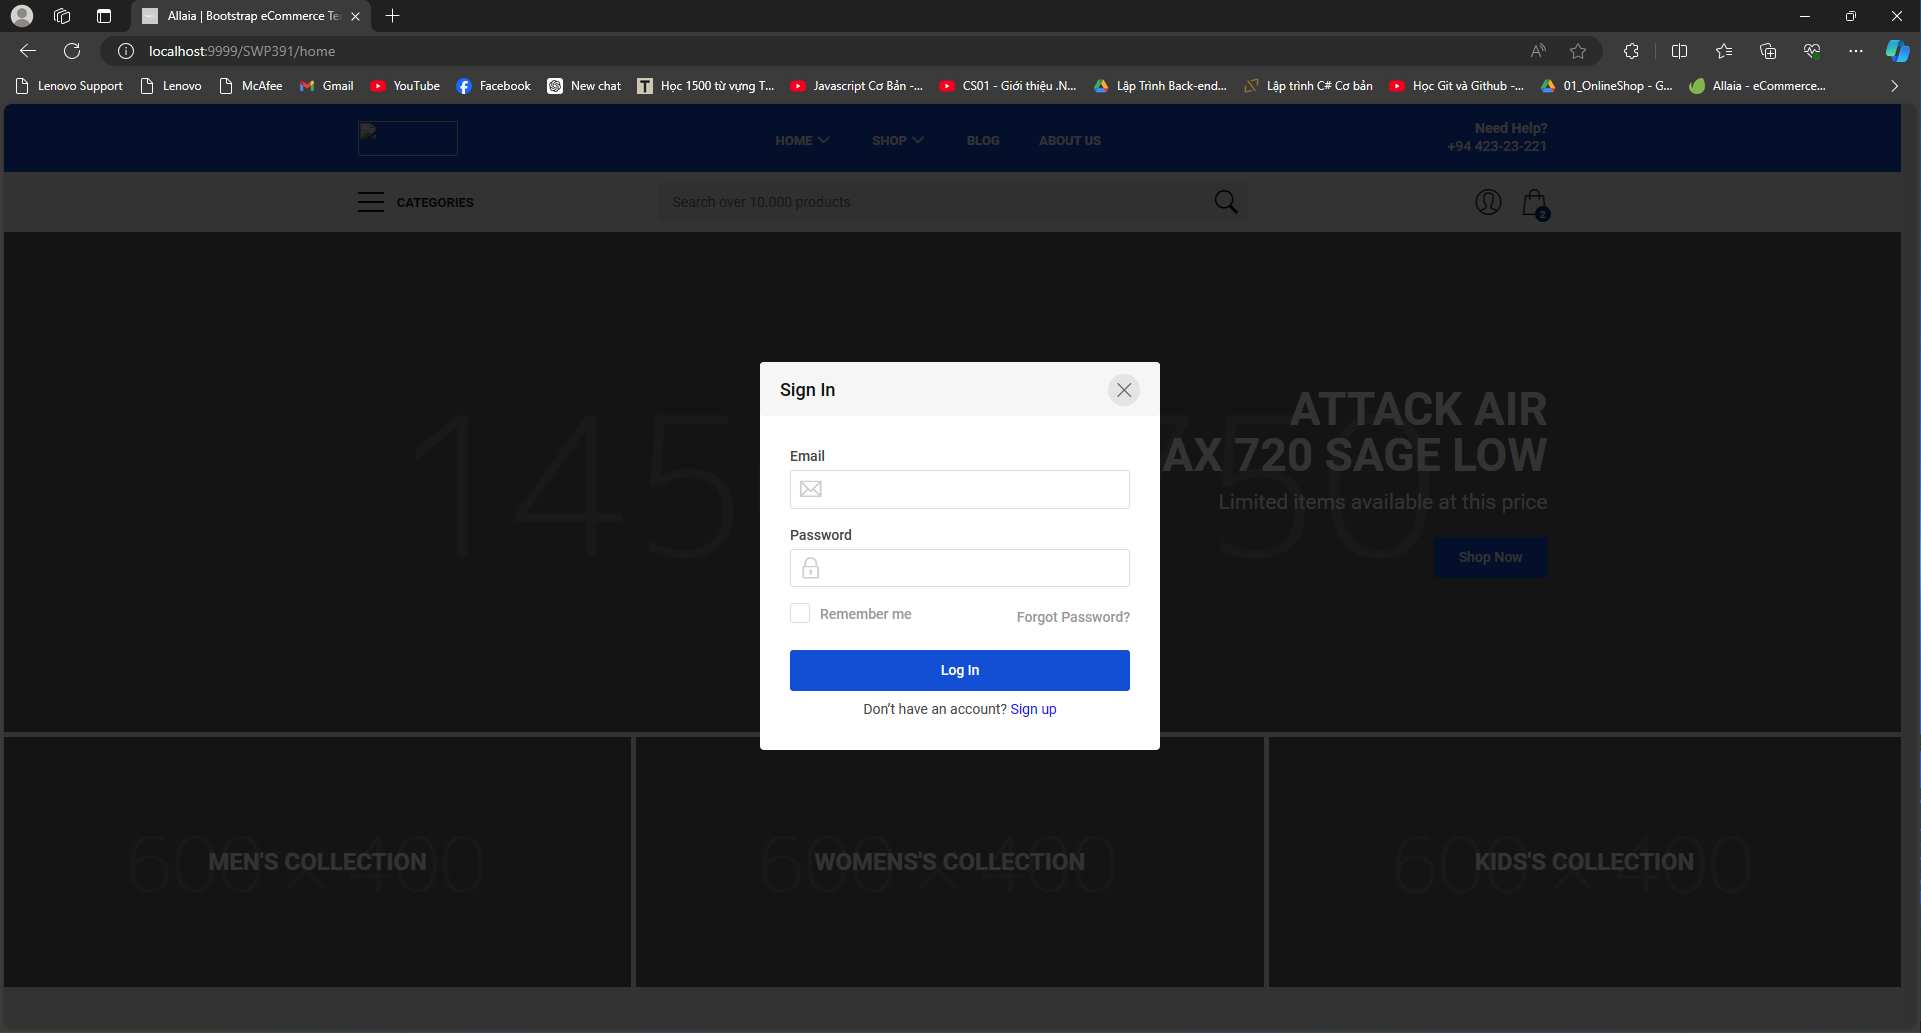 Allaia | Bootstrap eCommerce Te
localhost:9999/SWP391/home
Lenovo Support Lenovo McAfee Gmail YouTube Facebook New chat Học 1500 từ vựng T... Javascript Cơ Bản -... CS01 - Giới thiệu .N... Lập Trình Back-end... Lập trình C# Cơ bản Học Git và Github -... 01_OnlineShop - G... Allaia - eCommerce...
HOME SHOP BLOG ABOUT US
Need Help?
+94 423-23-221
CATEGORIES
Search over 10.000 products
2
Sign In
Email
Password
Remember me
Forgot Password?
Log In
Don't have an account? Sign up
145
50
ATTACK AIR
AX 720 SAGE LOW
Limited items available at this price
Shop Now
600 × 400
MEN'S COLLECTION
600 × 400
WOMENS'S COLLECTION
600 × 400
KIDS'S COLLECTION